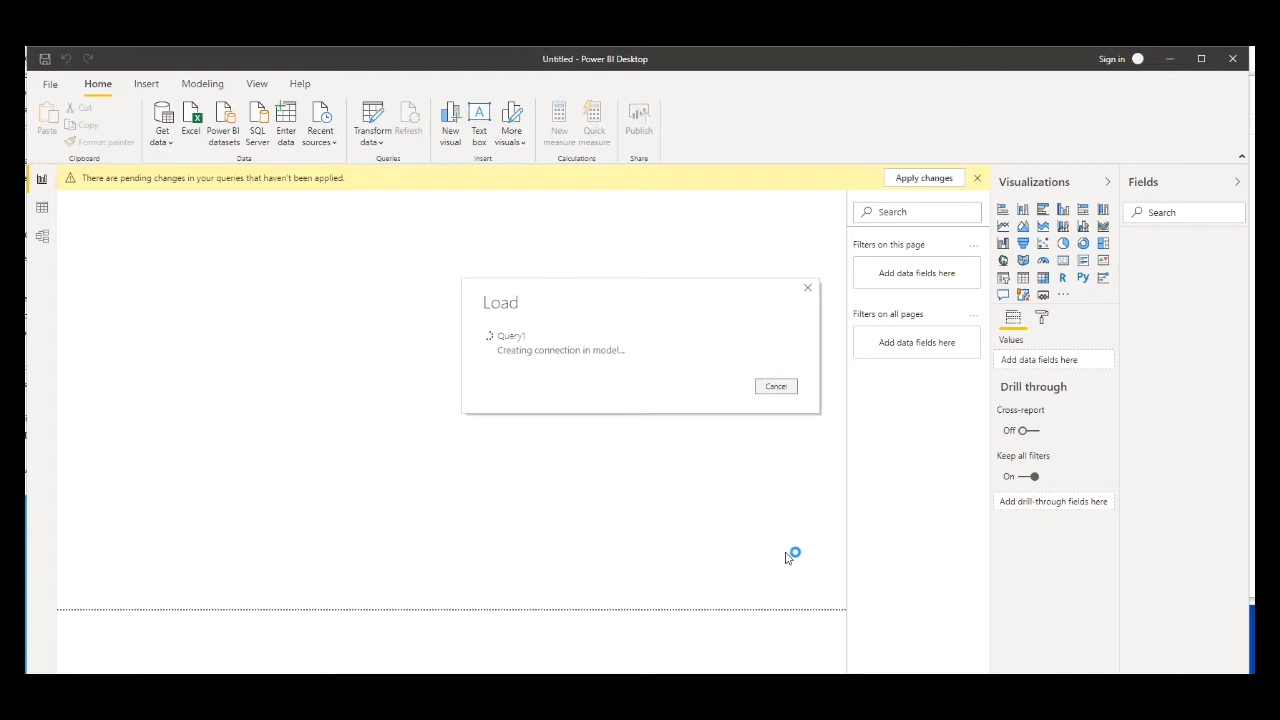 Untitled - Power BI Desktop
Sign in
File
Home
Insert
Modeling
View
Help
Paste
Cut
Copy
Format painter
Clipboard
Get data
Excel
Power BI datasets
SQL Server
Enter data
Recent sources
Data
Transform data
Refresh
Queries
New visual
Text box
More visuals
Insert
New measure
Quick measure
Calculations
Publish
Share
There are pending changes in your queries that haven't been applied.
Apply changes
Search
Filters on this page
...
Add data fields here
Filters on all pages
...
Add data fields here
Load
Query1
Creating connection in model...
Cancel
Visualizations
R
Py
...
Values
Add data fields here
Drill through
Cross-report
Off
Keep all filters
On
Add drill-through fields here
Fields
Search